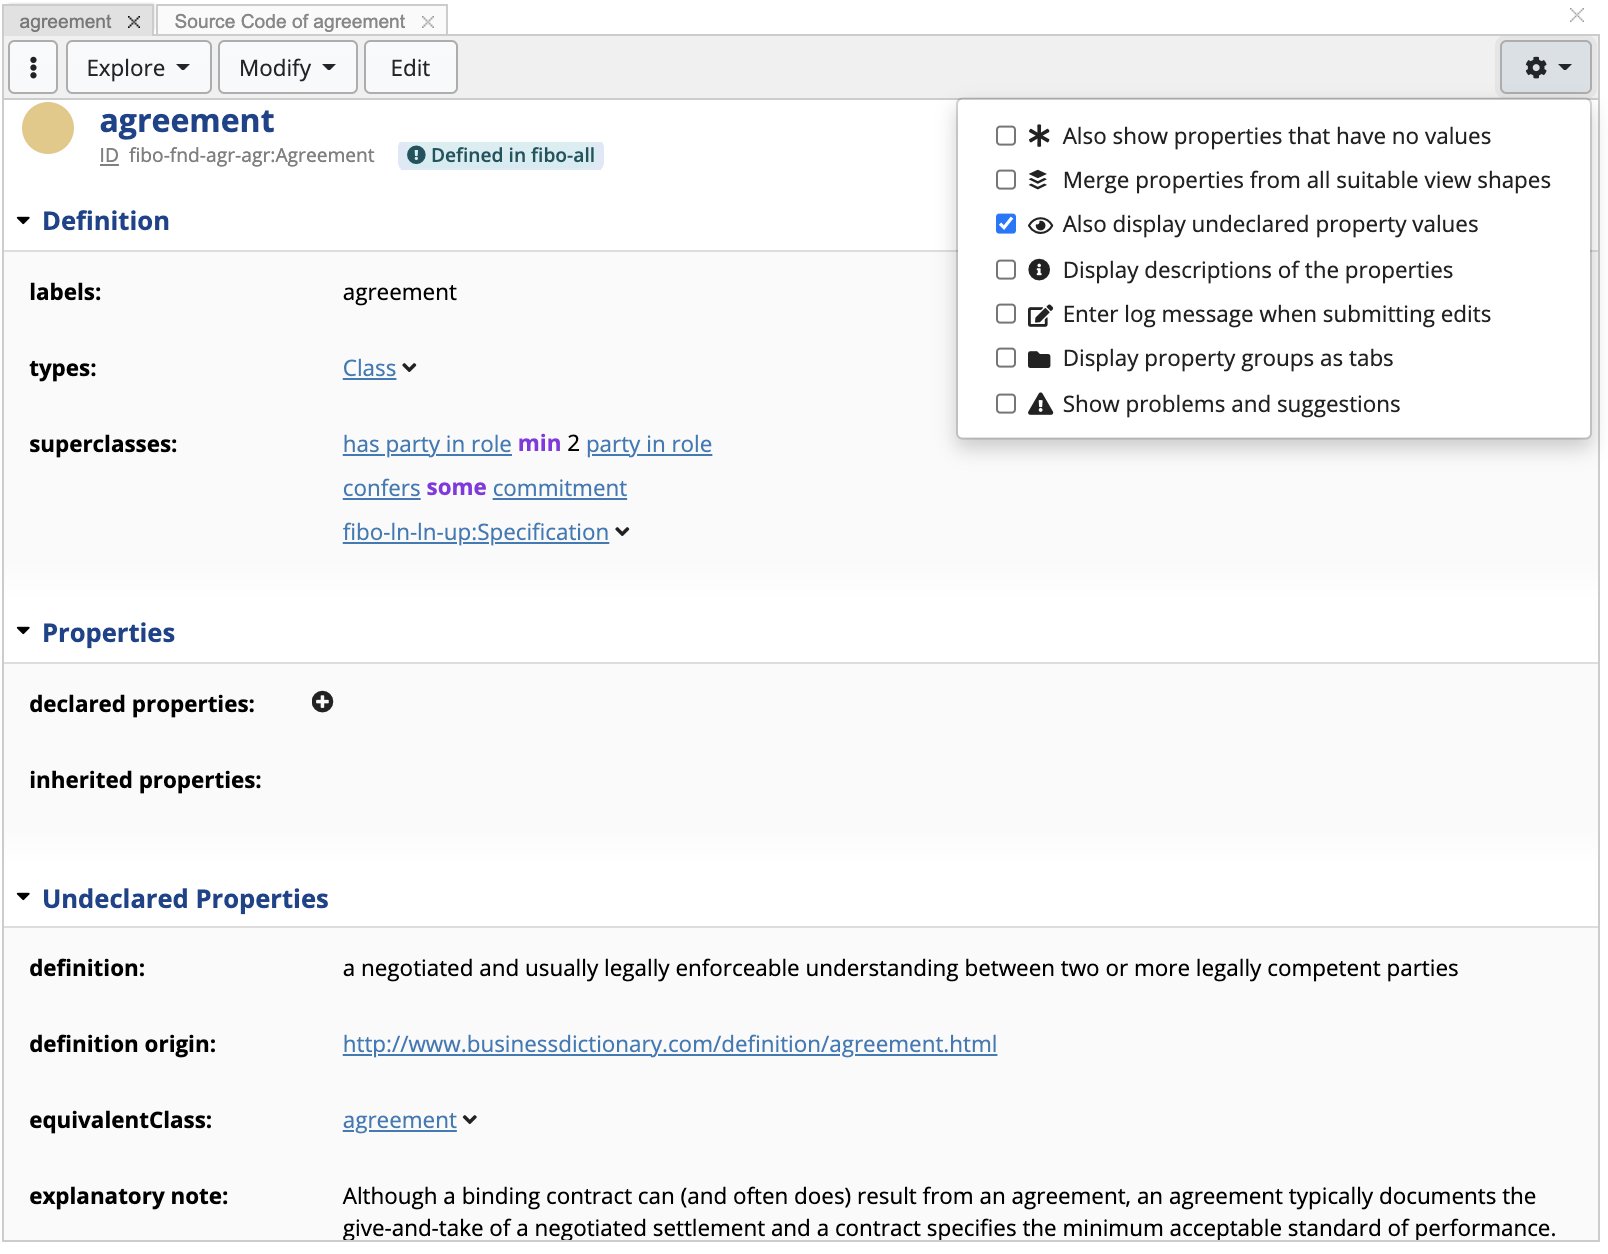 agreement
Source Code of agreement
Explore
Modify
Edit
agreement
ID fibo-fnd-agr-agr:Agreement
Defined in fibo-all
Also show properties that have no values
Merge properties from all suitable view shapes
Also display undeclared property values
Display descriptions of the properties
Enter log message when submitting edits
Display property groups as tabs
Show problems and suggestions
Definition
labels: agreement
types: Class
superclasses: has party in role min 2 party in role
confers some commitment
fibo-ln-ln-up:Specification
Properties
declared properties:
inherited properties:
Undeclared Properties
definition: a negotiated and usually legally enforceable understanding between two or more legally competent parties
definition origin: http://www.businessdictionary.com/definition/agreement.html
equivalentClass: agreement
explanatory note: Although a binding contract can (and often does) result from an agreement, an agreement typically documents the
give-and-take of a negotiated settlement and a contract specifies the minimum acceptable standard of performance.